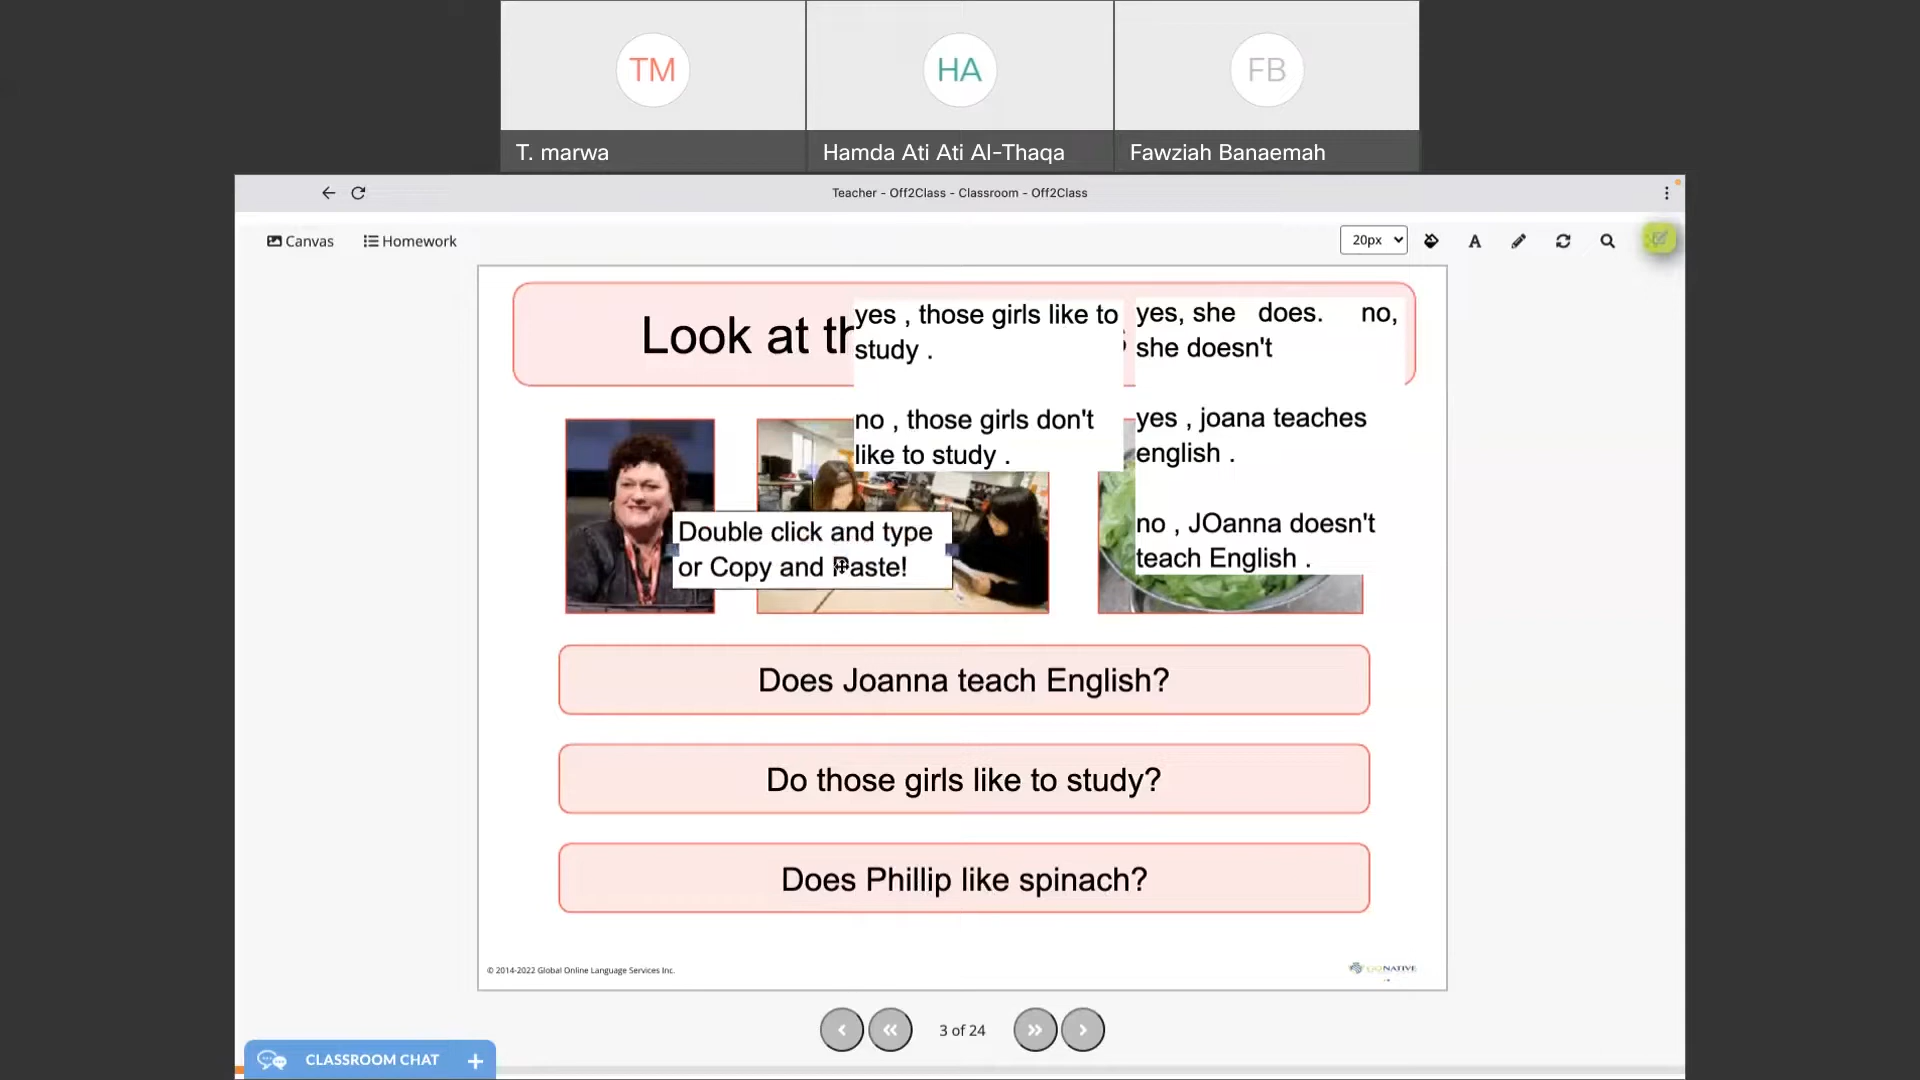 TM
HA
FB
T. marwa
Hamda Ati Ati Al-Thaqa
Fawziah Banaemah
Teacher - Off2Class - Classroom - Off2Class
Canvas
Homework
20px
A
Look at
yes , those girls like to
study .
no , those girls don't
like to study .
yes, she does. no,
she doesn't
yes , joana teaches
english .
no , JOanna doesn't
teach English .
Double click and type
or Copy and Paste!
Does Joanna teach English?
Do those girls like to study?
Does Phillip like spinach?
© 2014-2022 Global Online Language Services Inc.
3 of 24
CLASSROOM CHAT